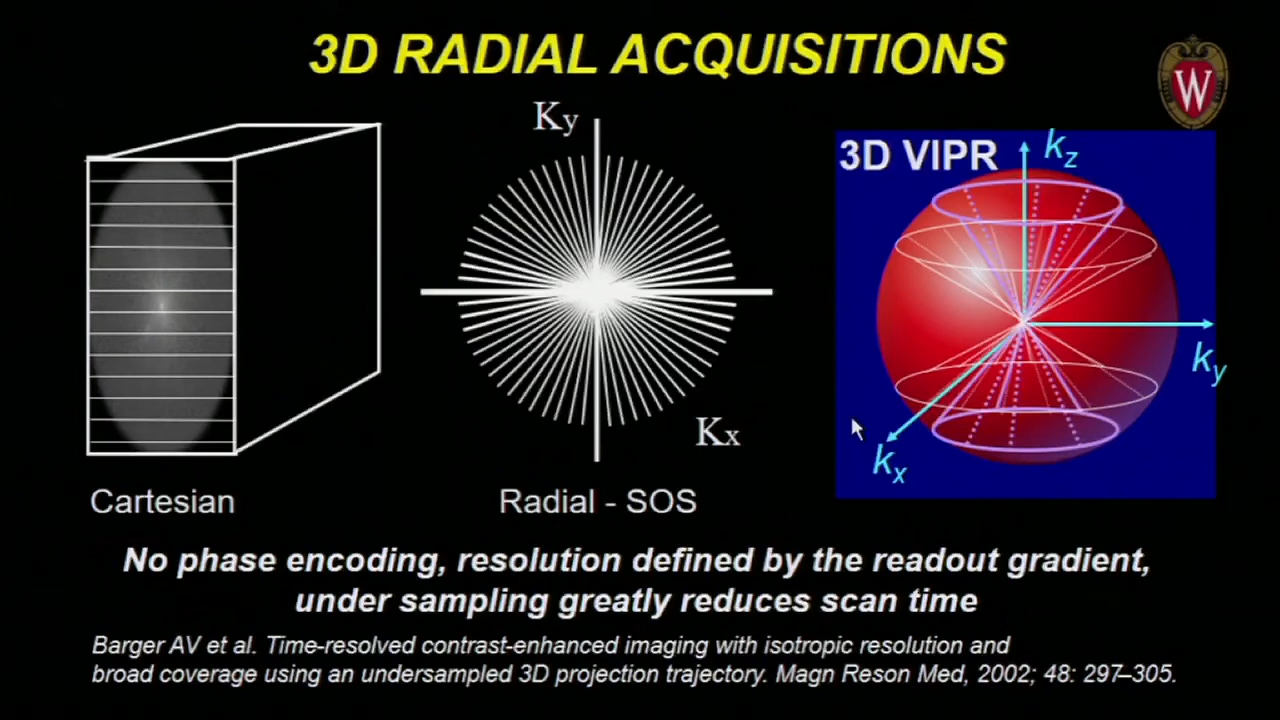 3D RADIAL ACQUISITIONS
W
Ky
3D VIPR
kz
ky
Kx
kx
Cartesian
Radial - SOS
No phase encoding, resolution defined by the readout gradient,
under sampling greatly reduces scan time
Barger AV et al. Time-resolved contrast-enhanced imaging with isotropic resolution and
broad coverage using an undersampled 3D projection trajectory. Magn Reson Med, 2002; 48: 297–305.